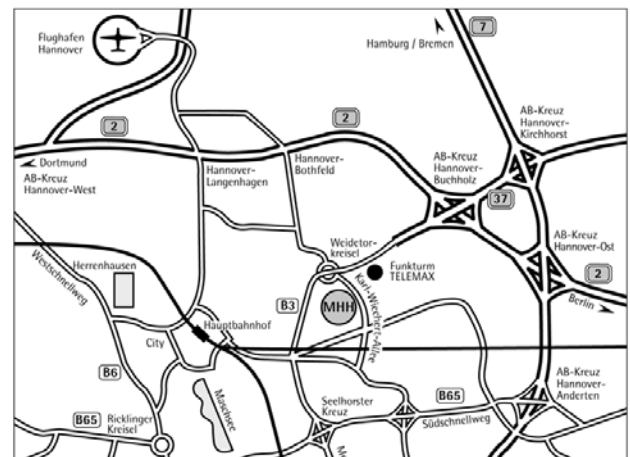 Flughafen
Hannover
7
Hamburg / Bremen
2
2
AB-Kreuz
Hannover-
Kirchhorst
Dortmund
AB-Kreuz
Hannover-West
Hannover-
Langenhagen
Hannover-
Bothfeld
AB-Kreuz
Hannover-
Buchholz
37
Weidetor-
kreisel
AB-Kreuz
Hannover-Ost
Herrenhausen
Westschnellweg
Funkturm
TELEMAX
2
Berlin
B3
MHH
Karl-Wiechert-Allee
Hauptbahnhof
City
B6
Maschsee
AB-Kreuz
Hannover-
Anderten
B65
Seelhorster
Kreuz
B65
Ricklinger
Kreisel
Südschnellweg